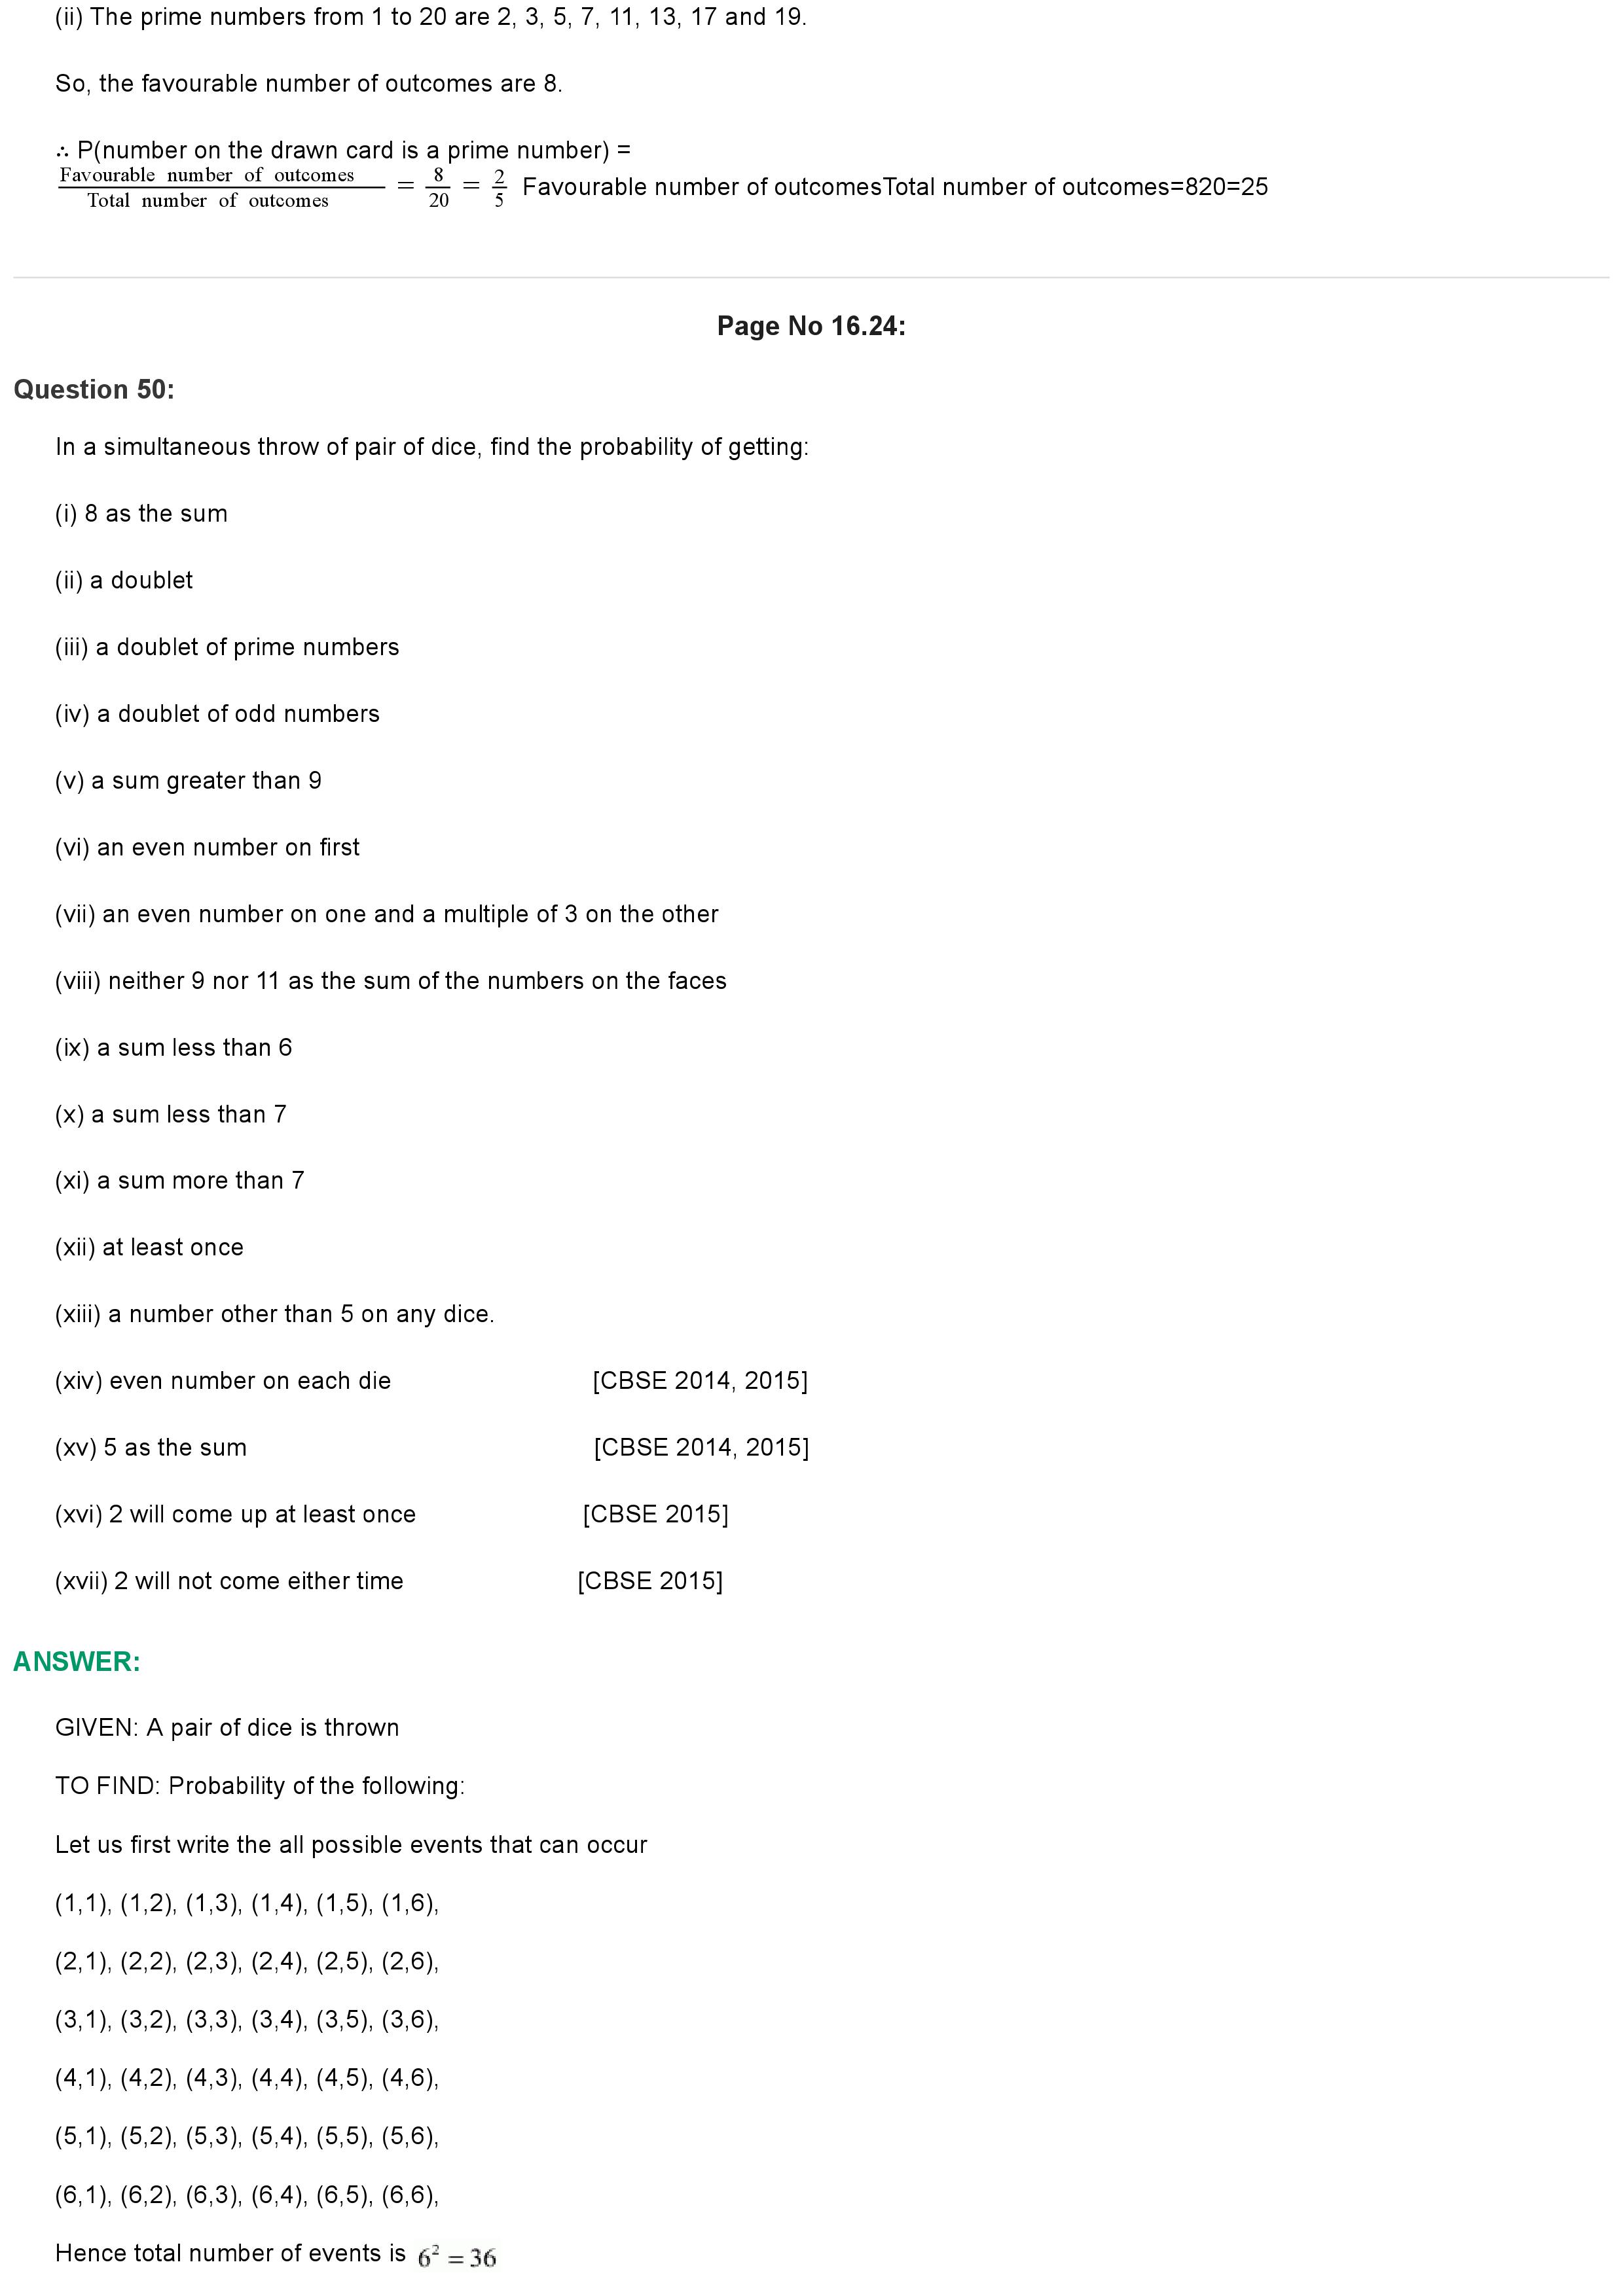 (ii) The prime numbers from 1 to 20 are 2, 3, 5, 7, 11, 13, 17 and 19.
So, the favourable number of outcomes are 8.
∴ P(number on the drawn card is a prime number) =
Favourable number of outcomes / Total number of outcomes = 8/20 = 2/5 Favourable number of outcomesTotal number of outcomes=820=25
Page No 16.24:
Question 50:
In a simultaneous throw of pair of dice, find the probability of getting:
(i) 8 as the sum
(ii) a doublet
(iii) a doublet of prime numbers
(iv) a doublet of odd numbers
(v) a sum greater than 9
(vi) an even number on first
(vii) an even number on one and a multiple of 3 on the other
(viii) neither 9 nor 11 as the sum of the numbers on the faces
(ix) a sum less than 6
(x) a sum less than 7
(xi) a sum more than 7
(xii) at least once
(xiii) a number other than 5 on any dice.
(xiv) even number on each die [CBSE 2014, 2015]
(xv) 5 as the sum [CBSE 2014, 2015]
(xvi) 2 will come up at least once [CBSE 2015]
(xvii) 2 will not come either time [CBSE 2015]
ANSWER:
GIVEN: A pair of dice is thrown
TO FIND: Probability of the following:
Let us first write the all possible events that can occur
(1,1), (1,2), (1,3), (1,4), (1,5), (1,6),
(2,1), (2,2), (2,3), (2,4), (2,5), (2,6),
(3,1), (3,2), (3,3), (3,4), (3,5), (3,6),
(4,1), (4,2), (4,3), (4,4), (4,5), (4,6),
(5,1), (5,2), (5,3), (5,4), (5,5), (5,6),
(6,1), (6,2), (6,3), (6,4), (6,5), (6,6),
Hence total number of events is 6² = 36